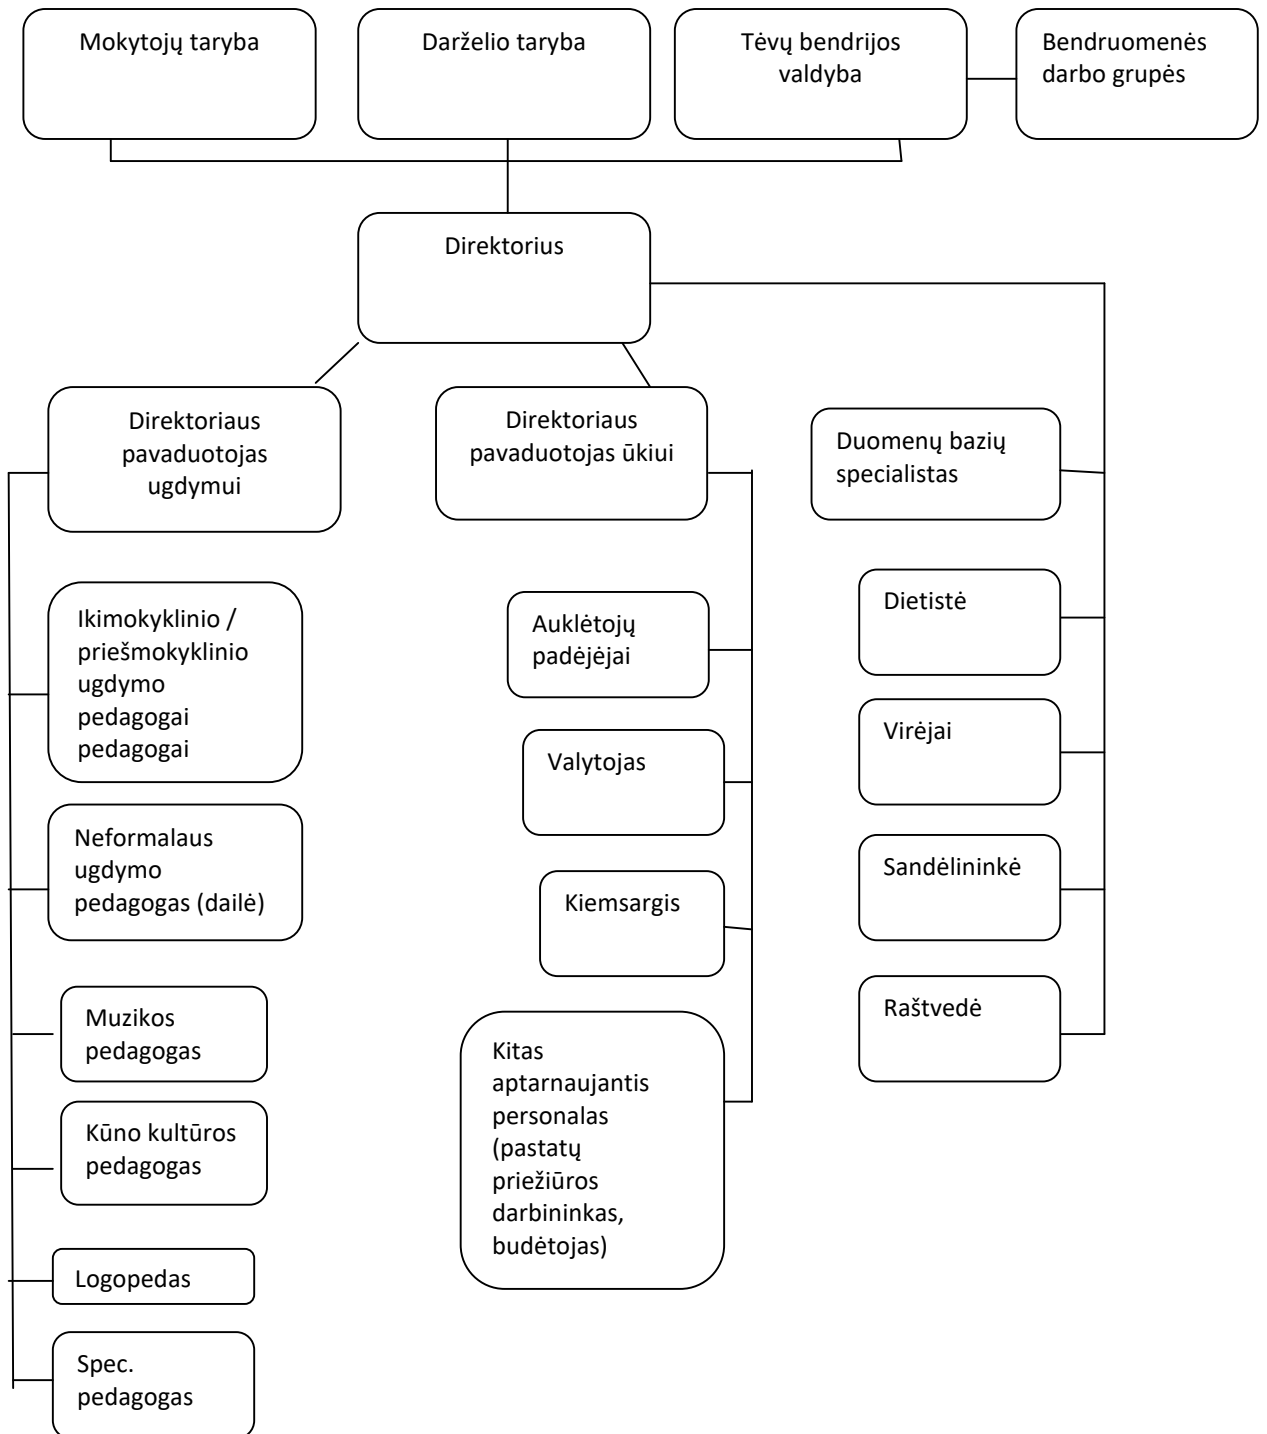 Mokytojų taryba
Darželio taryba
Tėvų bendrijos
valdyba
Bendruomenės
darbo grupės
Direktorius
Direktoriaus
pavaduotojas
ugdymui
Direktoriaus
pavaduotojas ūkiui
Duomenų bazių
specialistas
Ikimokyklinio /
priešmokyklinio
ugdymo
pedagogai
pedagogai
Neformalaus
ugdymo
pedagogas (dailė)
Muzikos
pedagogas
Kūno kultūros
pedagogas
Logopedas
Spec.
pedagogas
Auklėtojų
padėjėjai
Valytojas
Kiemsargis
Kitas
aptarnaujantis
personalas
(pastatų
priežiūros
darbininkas,
budėtojas)
Dietistė
Virėjai
Sandėlininkė
Raštvedė